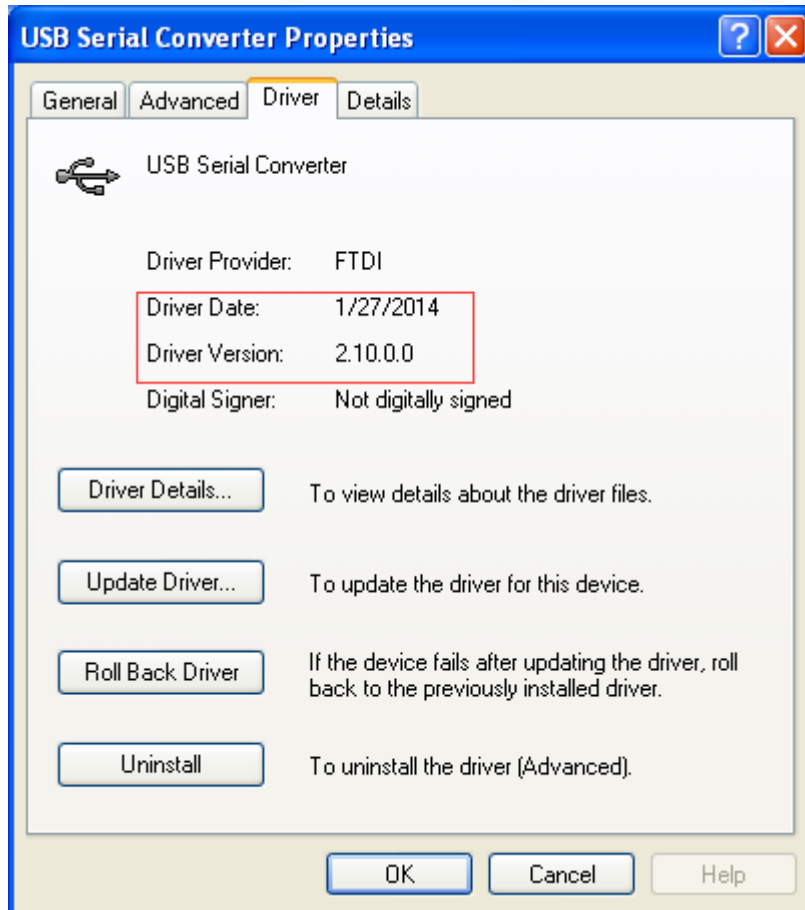 USB Serial Converter Properties
General Advanced Driver Details
USB Serial Converter
Driver Provider: FTDI
Driver Date: 1/27/2014
Driver Version: 2.10.0.0
Digital Signer: Not digitally signed
Driver Details... To view details about the driver files.
Update Driver... To update the driver for this device.
Roll Back Driver If the device fails after updating the driver, roll
back to the previously installed driver.
Uninstall To uninstall the driver (Advanced).
OK Cancel Help